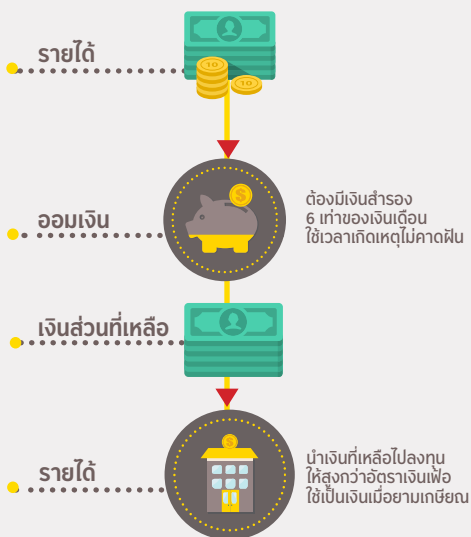 รายได้
10
10
ออมเงิน
$
ต้องมีเงินสำรอง
6 เท่าของเงินเดือน
ใช้เวลาเกิดเหตุไม่คาดฝัน
เงินส่วนที่เหลือ
$
รายได้
นำเงินที่เหลือไปลงทุน
ให้สูงกว่าอัตราเงินเฟ้อ
ใช้เป็นเงินเมื่อยามเกษียณ